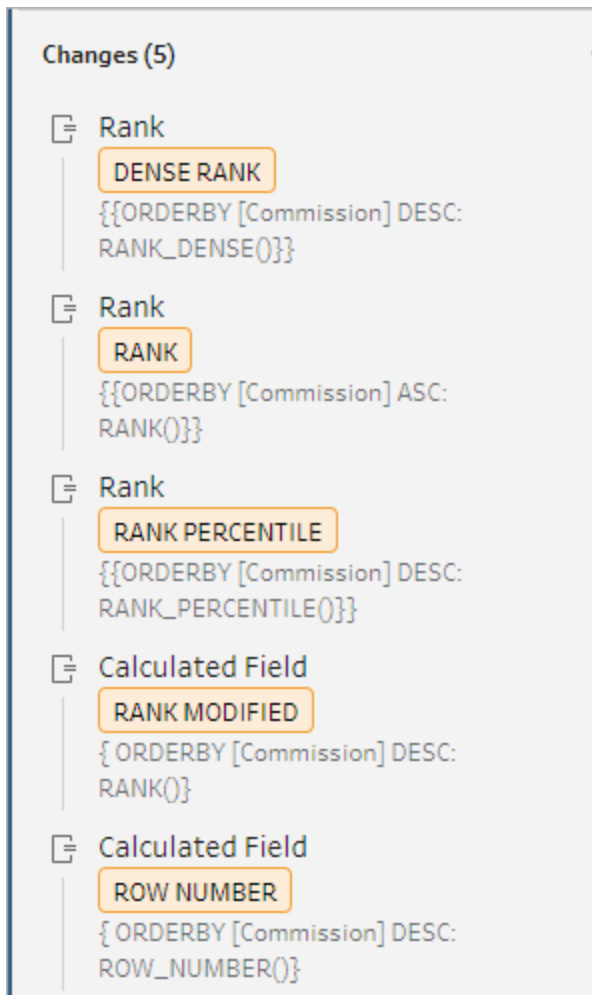 Changes (5)
Rank
DENSE RANK
{{ORDERBY [Commission] DESC:
RANK_DENSE()}}
Rank
RANK
{{ORDERBY [Commission] ASC:
RANK()}}
Rank
RANK PERCENTILE
{{ORDERBY [Commission] DESC:
RANK_PERCENTILE()}}
Calculated Field
RANK MODIFIED
{ ORDERBY [Commission] DESC:
RANK()}
Calculated Field
ROW NUMBER
{ ORDERBY [Commission] DESC:
ROW_NUMBER()}